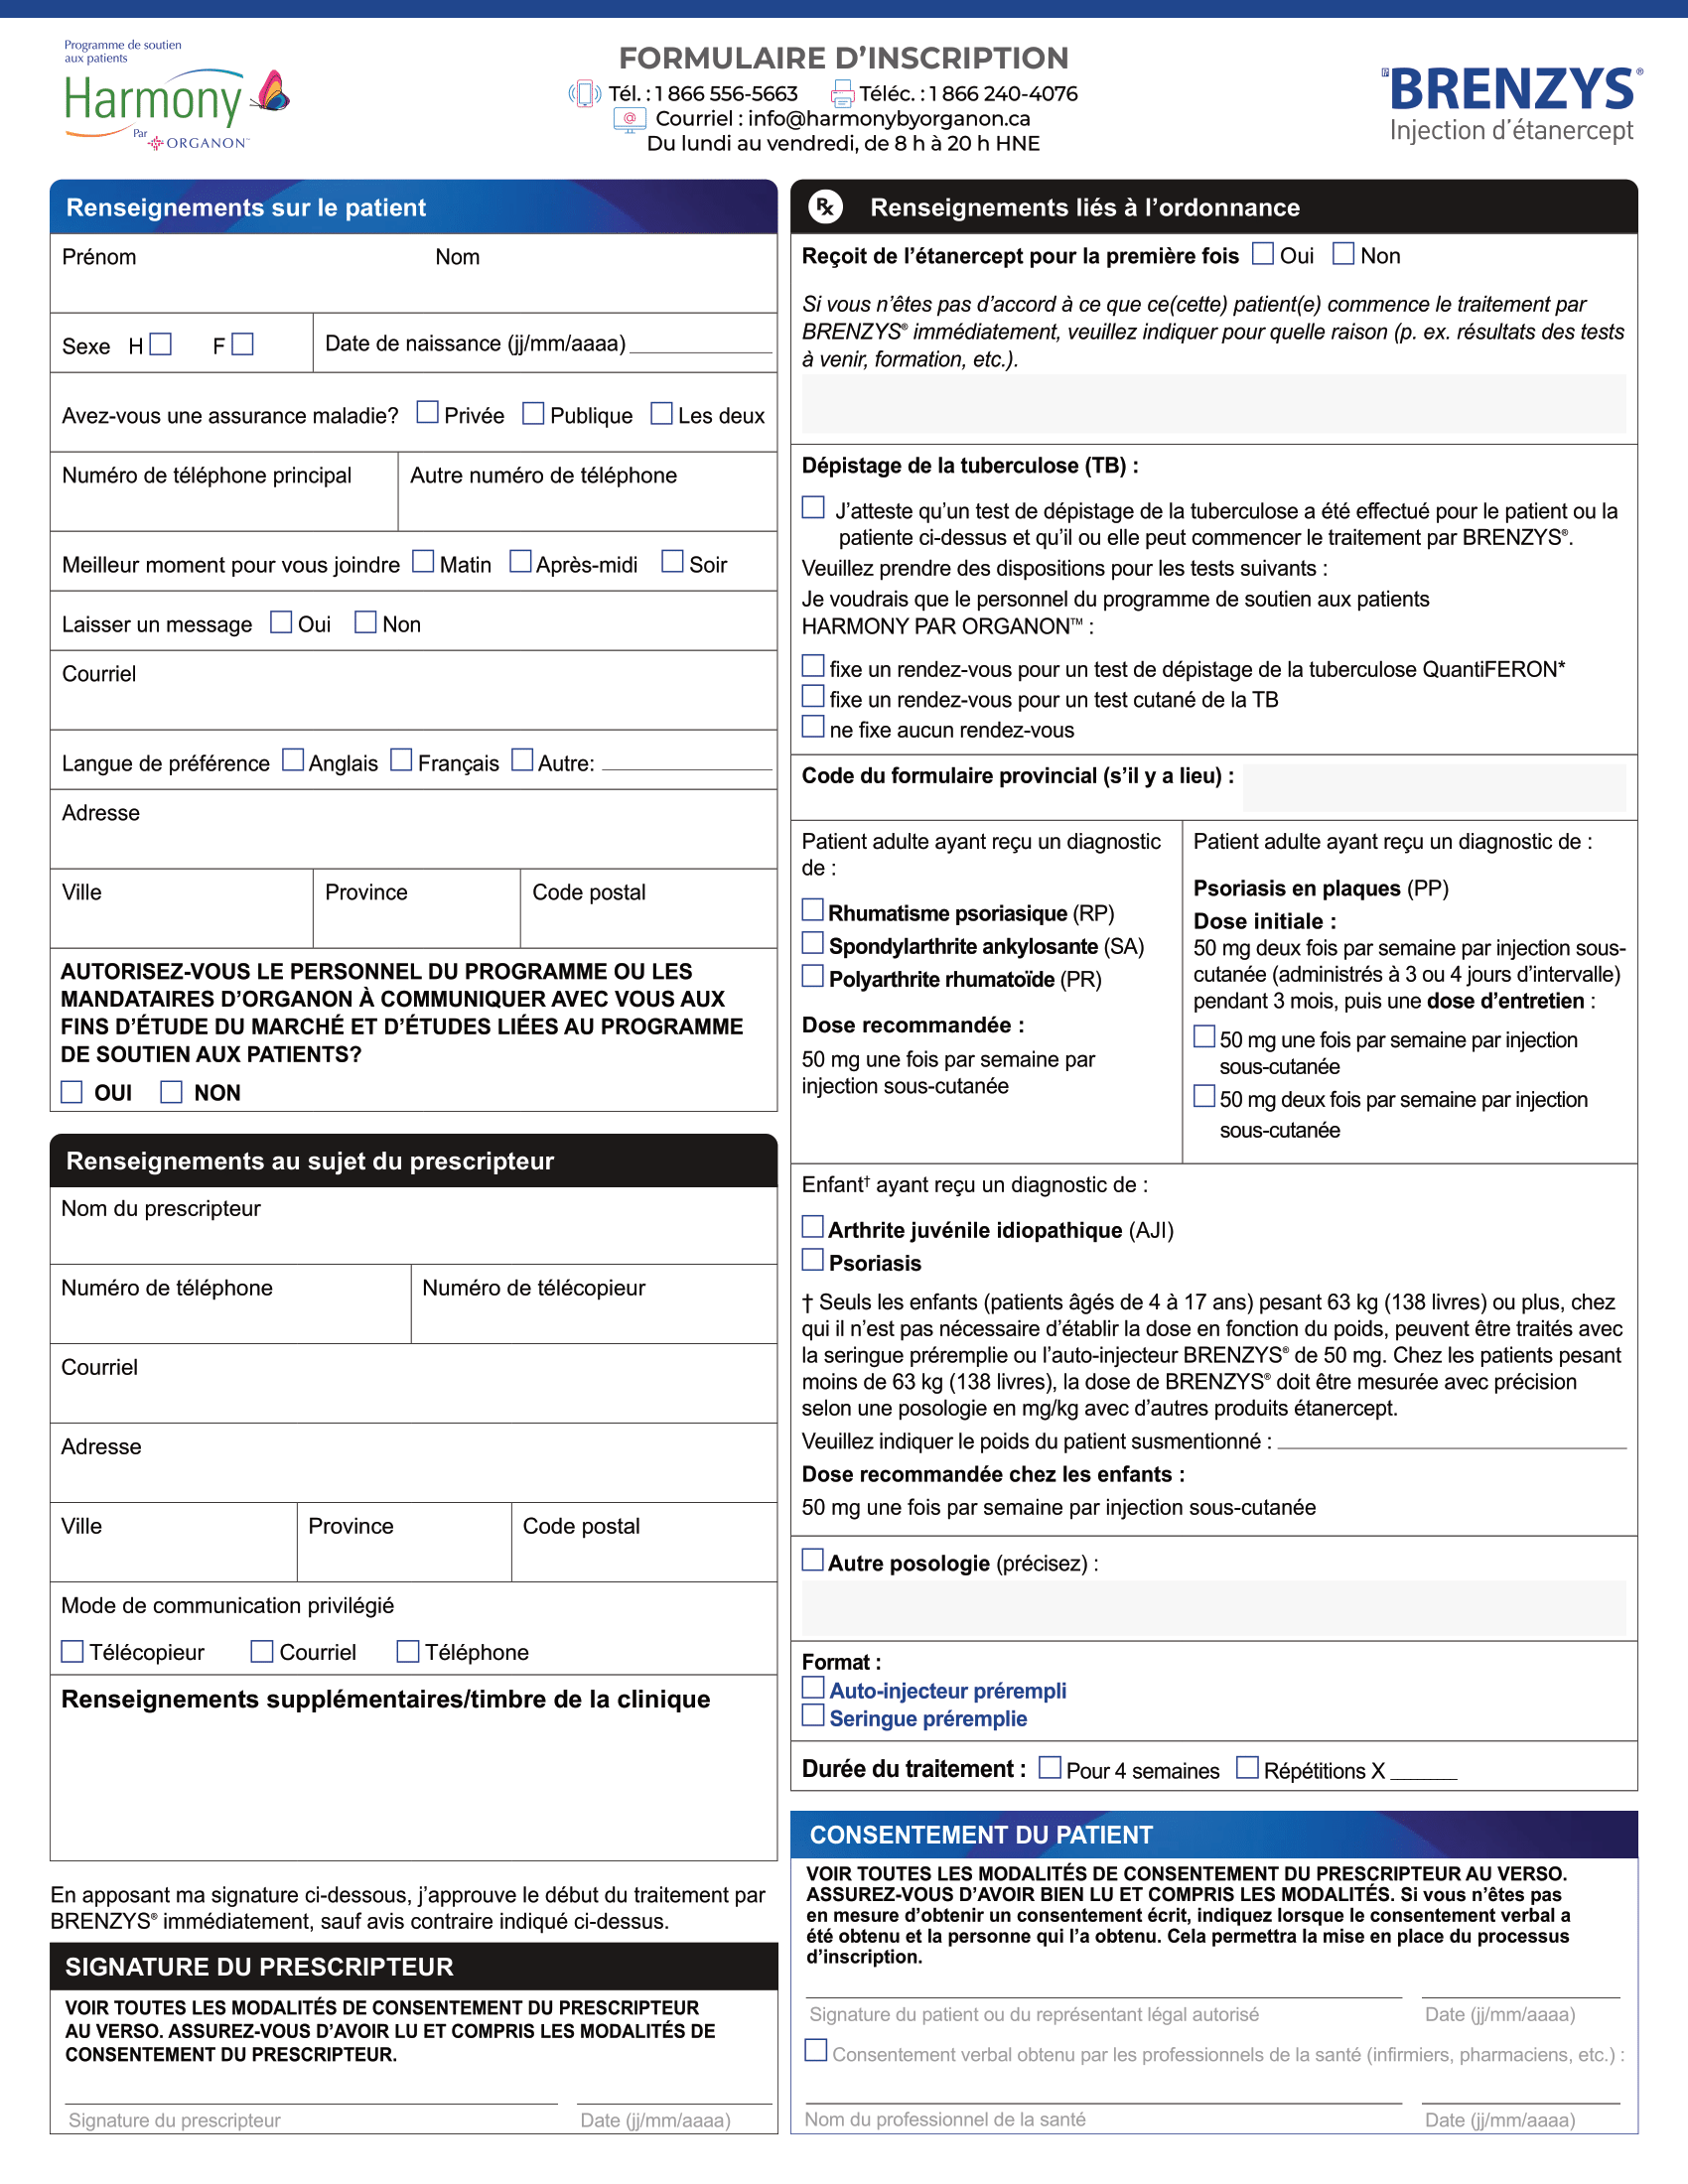 Programme de soutien
aux patients
Harmony
Par ORGANON™
FORMULAIRE D’INSCRIPTION
Tél. : 1 866 556-5663 Téléc. : 1 866 240-4076
Courriel : info@harmonybyorganon.ca
Du lundi au vendredi, de 8 h à 20 h HNE
BRENZYS®
Injection d’étanercept
Renseignements sur le patient
Prénom Nom
Sexe H F Date de naissance (jj/mm/aaaa)
Avez-vous une assurance maladie? Privée Publique Les deux
Numéro de téléphone principal Autre numéro de téléphone
Meilleur moment pour vous joindre Matin Après-midi Soir
Laisser un message Oui Non
Courriel
Langue de préférence Anglais Français Autre:
Adresse
Ville Province Code postal
AUTORISEZ-VOUS LE PERSONNEL DU PROGRAMME OU LES
MANDATAIRES D’ORGANON À COMMUNIQUER AVEC VOUS AUX
FINS D’ÉTUDE DU MARCHÉ ET D’ÉTUDES LIÉES AU PROGRAMME
DE SOUTIEN AUX PATIENTS?
OUI NON
Renseignements au sujet du prescripteur
Nom du prescripteur
Numéro de téléphone Numéro de télécopieur
Courriel
Adresse
Ville Province Code postal
Mode de communication privilégié
Télécopieur Courriel Téléphone
Renseignements supplémentaires/timbre de la clinique
En apposant ma signature ci-dessous, j’approuve le début du traitement par
BRENZYS® immédiatement, sauf avis contraire indiqué ci-dessus.
SIGNATURE DU PRESCRIPTEUR
VOIR TOUTES LES MODALITÉS DE CONSENTEMENT DU PRESCRIPTEUR
AU VERSO. ASSUREZ-VOUS D’AVOIR LU ET COMPRIS LES MODALITÉS DE
CONSENTEMENT DU PRESCRIPTEUR.
Signature du prescripteur Date (jj/mm/aaaa)
Rx Renseignements liés à l’ordonnance
Reçoit de l’étanercept pour la première fois Oui Non
Si vous n’êtes pas d’accord à ce que ce(cette) patient(e) commence le traitement par
BRENZYS® immédiatement, veuillez indiquer pour quelle raison (p. ex. résultats des tests
à venir, formation, etc.).
Dépistage de la tuberculose (TB) :
J’atteste qu’un test de dépistage de la tuberculose a été effectué pour le patient ou la
patiente ci-dessus et qu’il ou elle peut commencer le traitement par BRENZYS®.
Veuillez prendre des dispositions pour les tests suivants :
Je voudrais que le personnel du programme de soutien aux patients
HARMONY PAR ORGANON™ :
fixe un rendez-vous pour un test de dépistage de la tuberculose QuantiFERON*
fixe un rendez-vous pour un test cutané de la TB
ne fixe aucun rendez-vous
Code du formulaire provincial (s’il y a lieu) :
Patient adulte ayant reçu un diagnostic
de :
Rhumatisme psoriasique (RP)
Spondylarthrite ankylosante (SA)
Polyarthrite rhumatoïde (PR)
Dose recommandée :
50 mg une fois par semaine par
injection sous-cutanée
Patient adulte ayant reçu un diagnostic de :
Psoriasis en plaques (PP)
Dose initiale :
50 mg deux fois par semaine par injection sous-
cutanée (administrés à 3 ou 4 jours d’intervalle)
pendant 3 mois, puis une dose d’entretien :
50 mg une fois par semaine par injection
sous-cutanée
50 mg deux fois par semaine par injection
sous-cutanée
Enfant† ayant reçu un diagnostic de :
Arthrite juvénile idiopathique (AJI)
Psoriasis
† Seuls les enfants (patients âgés de 4 à 17 ans) pesant 63 kg (138 livres) ou plus, chez
qui il n’est pas nécessaire d’établir la dose en fonction du poids, peuvent être traités avec
la seringue préremplie ou l’auto-injecteur BRENZYS® de 50 mg. Chez les patients pesant
moins de 63 kg (138 livres), la dose de BRENZYS® doit être mesurée avec précision
selon une posologie en mg/kg avec d’autres produits étanercept.
Veuillez indiquer le poids du patient susmentionné :
Dose recommandée chez les enfants :
50 mg une fois par semaine par injection sous-cutanée
Autre posologie (précisez) :
Format :
Auto-injecteur prérempli
Seringue préremplie
Durée du traitement : Pour 4 semaines Répétitions X
CONSENTEMENT DU PATIENT
VOIR TOUTES LES MODALITÉS DE CONSENTEMENT DU PRESCRIPTEUR AU VERSO.
ASSUREZ-VOUS D’AVOIR BIEN LU ET COMPRIS LES MODALITÉS. Si vous n’êtes pas
en mesure d’obtenir un consentement écrit, indiquez lorsque le consentement verbal a
été obtenu et la personne qui l’a obtenu. Cela permettra la mise en place du processus
d’inscription.
Signature du patient ou du représentant légal autorisé Date (jj/mm/aaaa)
Consentement verbal obtenu par les professionnels de la santé (infirmiers, pharmaciens, etc.) :
Nom du professionnel de la santé Date (jj/mm/aaaa)